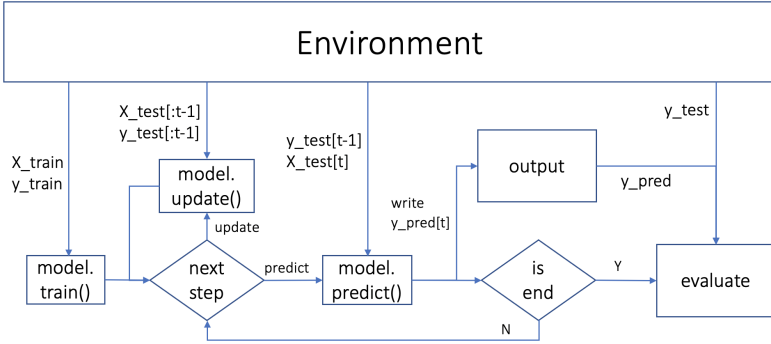 Environment
X_train
y_train
X_test[:t-1]
y_test[:t-1]
y_test[t-1]
X_test[t]
y_test
model.
update()
update
write
y_pred[t]
output
y_pred
model.
train()
next
step
predict
model.
predict()
is
end
Y
evaluate
N